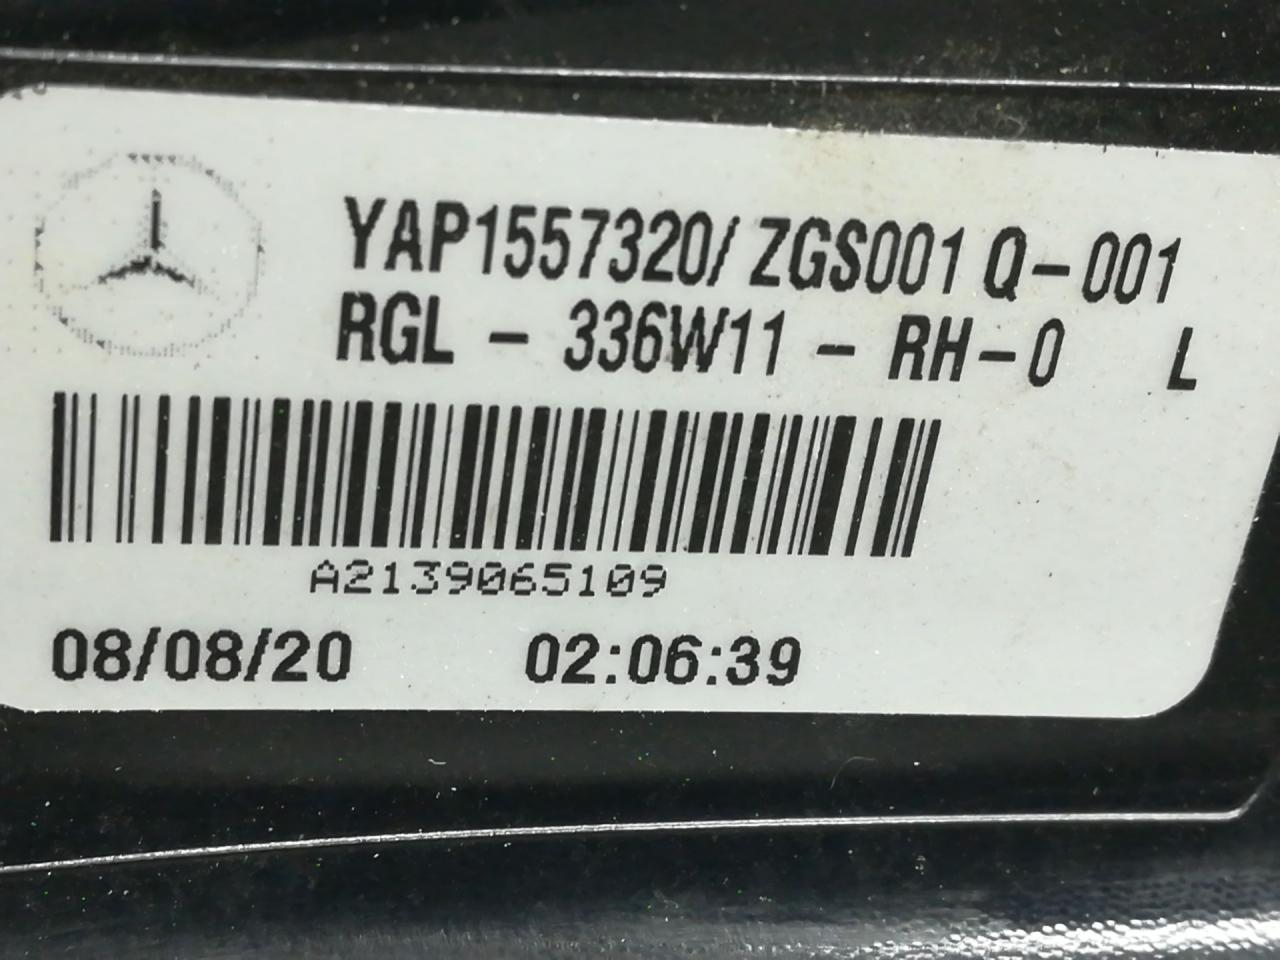 YAP1557320/ ZGS001 Q-001
RGL - 336W11 - RH-0 L
A2139065109
08/08/20 02:06:39